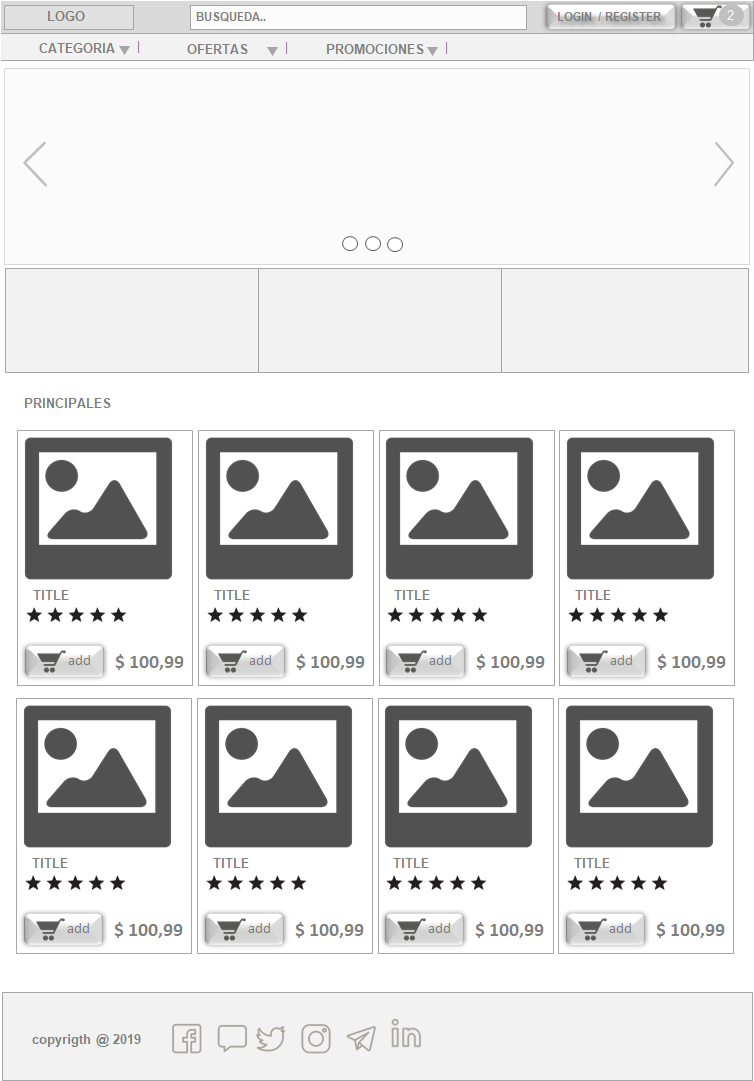 LOGO BUSQUEDA.. LOGIN / REGISTER 2
CATEGORIA OFERTAS PROMOCIONES
PRINCIPALES
TITLE TITLE TITLE TITLE
add $ 100,99 add $ 100,99 add $ 100,99 add $ 100,99
TITLE TITLE TITLE TITLE
add $ 100,99 add $ 100,99 add $ 100,99 add $ 100,99
copyrigth @ 2019 in